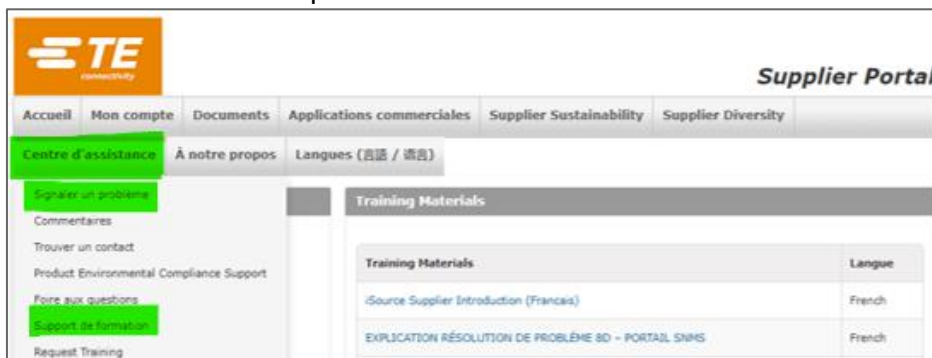 TE
connectivity
Supplier Portal
Accueil Mon compte Documents Applications commerciales Supplier Sustainability Supplier Diversity
Centre d'assistance À notre propos Langues (言語 / 语言)
Signaler un problème
Training Materials
Commentaires
Trouver un contact
Training Materials Langue
Product Environmental Compliance Support
Foire aux questions
iSource Supplier Introduction (Francais) French
Support de formation
EXPLICATION RÉSOLUTION DE PROBLÉME 8D – PORTAIL SNMS French
Request Training